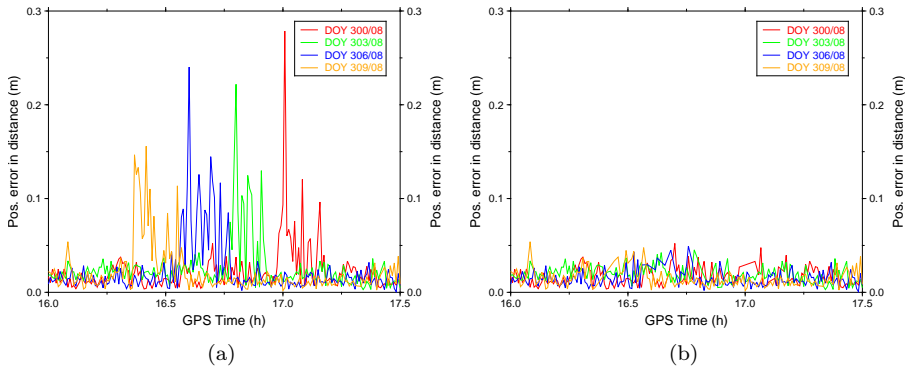 0.3
0.2
0.1
0.0
Pos. error in distance (m)
DOY 300/08
DOY 303/08
DOY 306/08
DOY 309/08
0.3
0.2
0.1
0.0
Pos. error in distance (m)
16.0 16.5 17.0 17.5
GPS Time (h)
(a)
0.3
0.2
0.1
0.0
Pos. error in distance (m)
DOY 300/08
DOY 303/08
DOY 306/08
DOY 309/08
0.3
0.2
0.1
0.0
Pos. error in distance (m)
16.0 16.5 17.0 17.5
GPS Time (h)
(b)